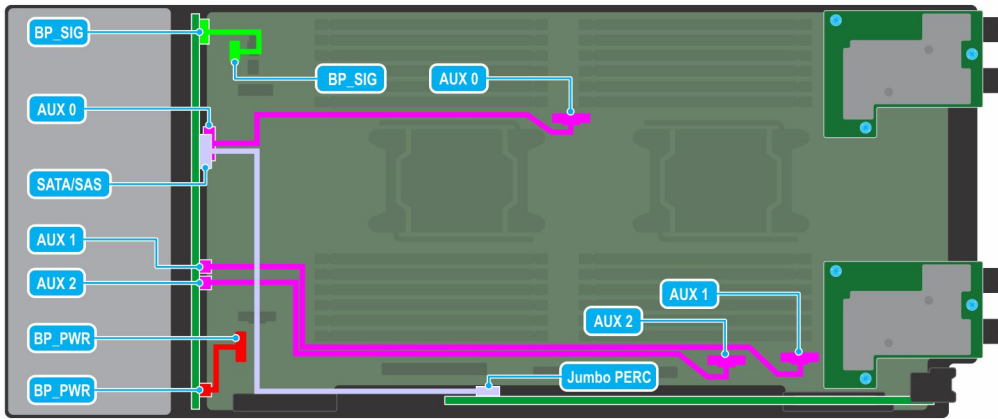 BP_SIG
BP_SIG
AUX 0
AUX 0
SATA/SAS
AUX 1
AUX 2
AUX 1
AUX 2
BP_PWR
Jumbo PERC
BP_PWR